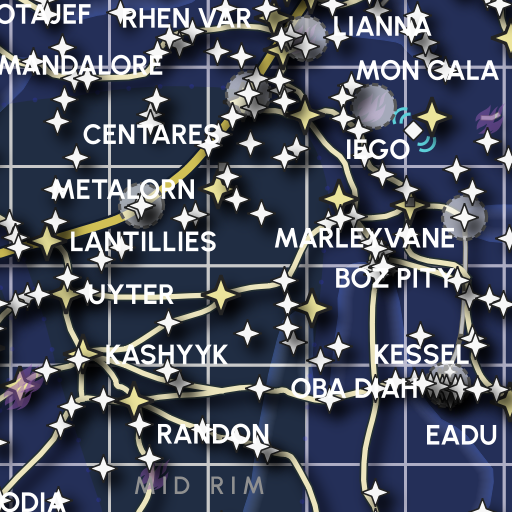 OTAJEF
RHEN VAR
LIANNA
MANDALORE
MON CALA
CENTARES
IEGO
METALORN
LANTILLIES
MARLEYVANE
BOZ PITY
UYTER
KASHYYK
KESSEL
OBA DIAH
RANDON
EADU
MID RIM
ODIA